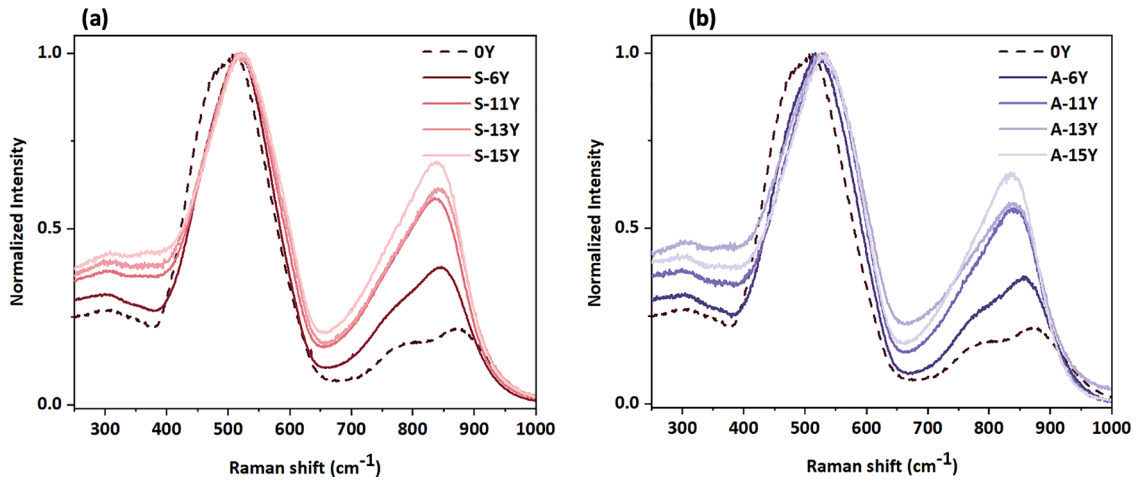 (a)
1.0
0.5
0.0
Normalized Intensity
0Y
S-6Y
S-11Y
S-13Y
S-15Y
300 400 500 600 700 800 900 1000
Raman shift (cm⁻¹)
(b)
1.0
0.5
0.0
Normalized Intensity
0Y
A-6Y
A-11Y
A-13Y
A-15Y
300 400 500 600 700 800 900 1000
Raman shift (cm⁻¹)